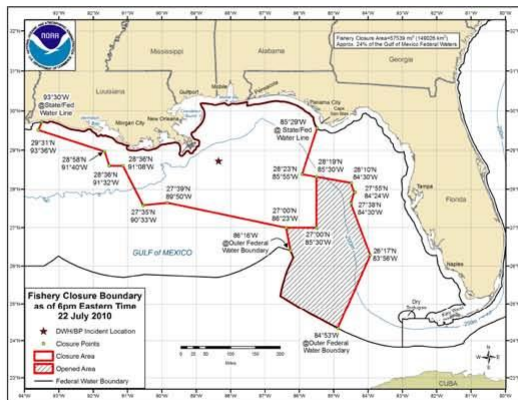 NOAA
Fishery Closure Area=57539 mi² (149026 km²)
Approx. 24% of the Gulf of Mexico Federal Waters
Mississippi
Alabama
Georgia
Louisiana
Gulfport
Mobile
Pensacola
Panama City
Cape San Blas
93°30'W
@State/Fed
Water Line
Morgan City
New Orleans
85°29'W
@State/Fed
Water Line
29°31'N
93°36'W
28°58'N
91°40'W
28°36'N
91°32'W
28°36'N
91°08'W
27°35'N
90°33'W
27°39'N
89°50'W
28°23'N
85°55'W
28°19'N
85°30'W
28°10'N
84°30'W
27°55'N
84°24'W
27°38'N
84°30'W
27°00'N
86°23'W
27°00'N
85°30'W
86°16'W
@Outer Federal
Water Boundary
26°17'N
83°56'W
84°53'W
@Outer Federal
Water Boundary
Tampa
Florida
Naples
Dry
Tortugas
GULF of MEXICO
CUBA
Fishery Closure Boundary
as of 6pm Eastern Time
22 July 2010
DWH/BP Incident Location
Closure Points
Closure Area
Opened Area
Federal Water Boundary
Miles